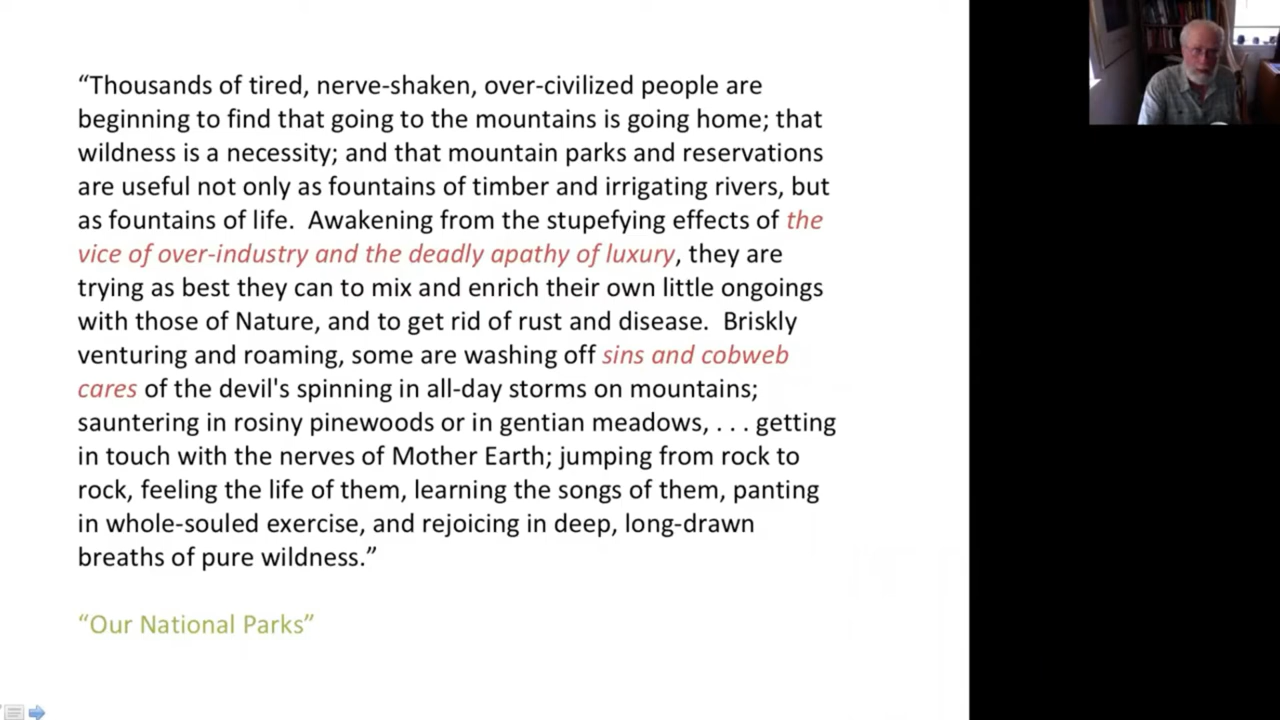 “Thousands of tired, nerve-shaken, over-civilized people are
beginning to find that going to the mountains is going home; that
wildness is a necessity; and that mountain parks and reservations
are useful not only as fountains of timber and irrigating rivers, but
as fountains of life.  Awakening from the stupefying effects of the
vice of over-industry and the deadly apathy of luxury, they are
trying as best they can to mix and enrich their own little ongoings
with those of Nature, and to get rid of rust and disease.  Briskly
venturing and roaming, some are washing off sins and cobweb
cares of the devil's spinning in all-day storms on mountains;
sauntering in rosiny pinewoods or in gentian meadows, . . . getting
in touch with the nerves of Mother Earth; jumping from rock to
rock, feeling the life of them, learning the songs of them, panting
in whole-souled exercise, and rejoicing in deep, long-drawn
breaths of pure wildness.”
“Our National Parks”